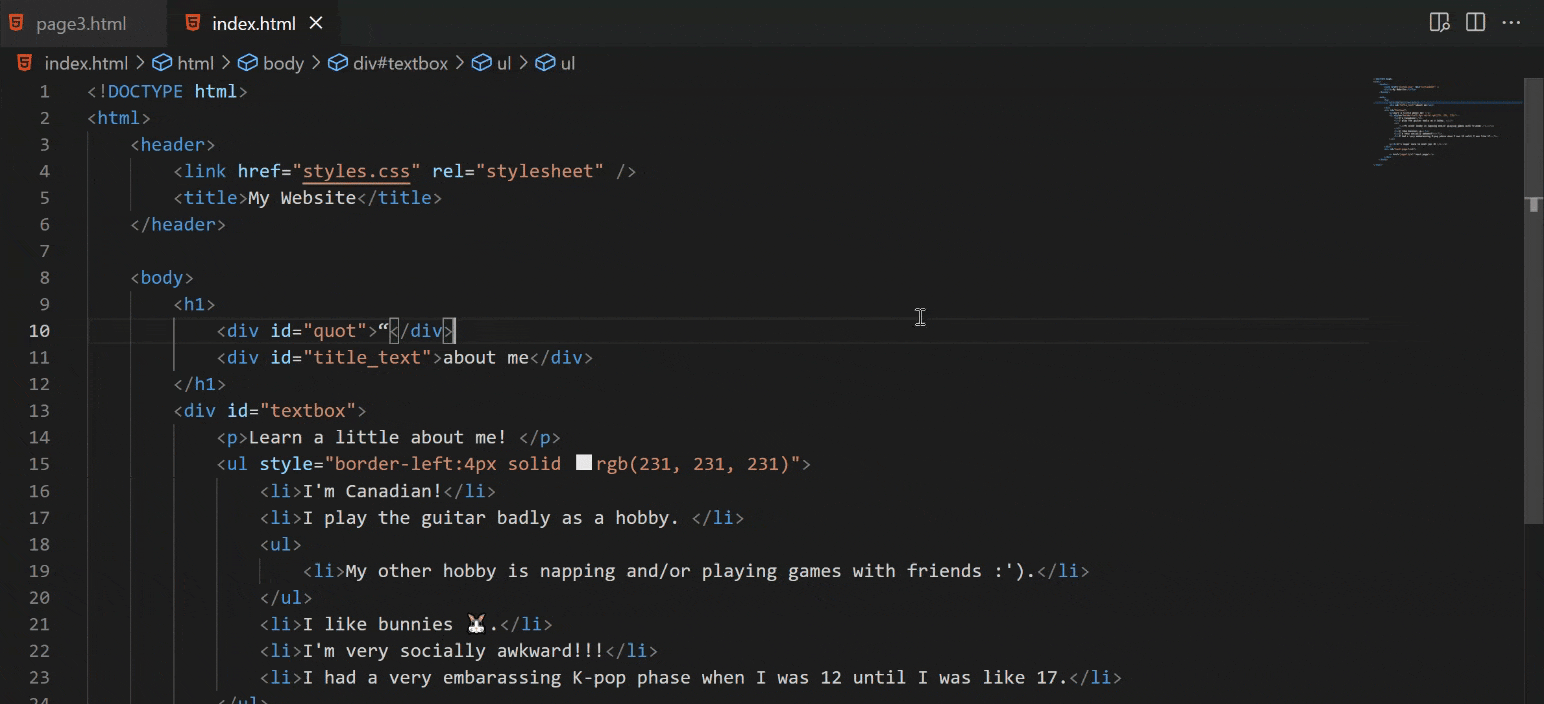 page3.html
index.html
index.html > html > body > div#textbox > ul > ul
1 <!DOCTYPE html>
2 <html>
3 <header>
4 <link href="styles.css" rel="stylesheet" />
5 <title>My Website</title>
6 </header>
7
8 <body>
9 <h1>
10 <div id="quot">“</div>
11 <div id="title_text">about me</div>
12 </h1>
13 <div id="textbox">
14 <p>Learn a little about me! </p>
15 <ul style="border-left:4px solid rgb(231, 231, 231)">
16 <li>I'm Canadian!</li>
17 <li>I play the guitar badly as a hobby. </li>
18 <ul>
19 <li>My other hobby is napping and/or playing games with friends :').</li>
20 </ul>
21 <li>I like bunnies 🐰.</li>
22 <li>I'm very socially awkward!!!</li>
23 <li>I had a very embarassing K-pop phase when I was 12 until I was like 17.</li>
24 </ul>